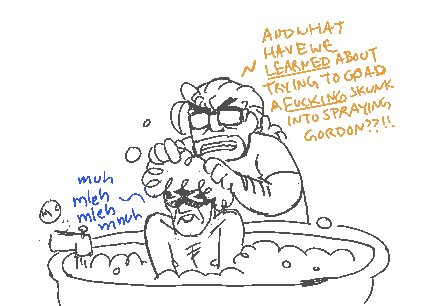 AND WHAT
HAVE WE
LEARNED ABOUT
TRYING TO GOAD
A FUCKING SKUNK
INTO SPRAYING
GORDON??!!
muh
mleh
mleh
mnuh